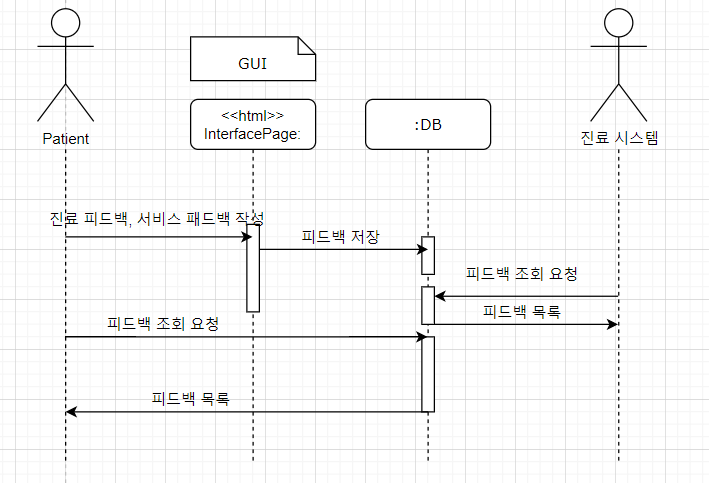 GUI
<<html>>
InterfacePage:
:DB
Patient
진료 시스템
진료 피드백, 서비스 패드백 작성
피드백 저장
피드백 조회 요청
피드백 목록
피드백 조회 요청
피드백 목록